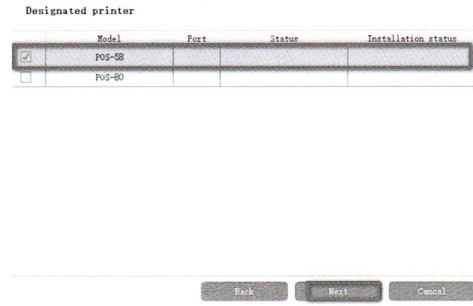 Designated printer
Model Port Status Installation status
POS-58
POS-80
Back Next Cancel